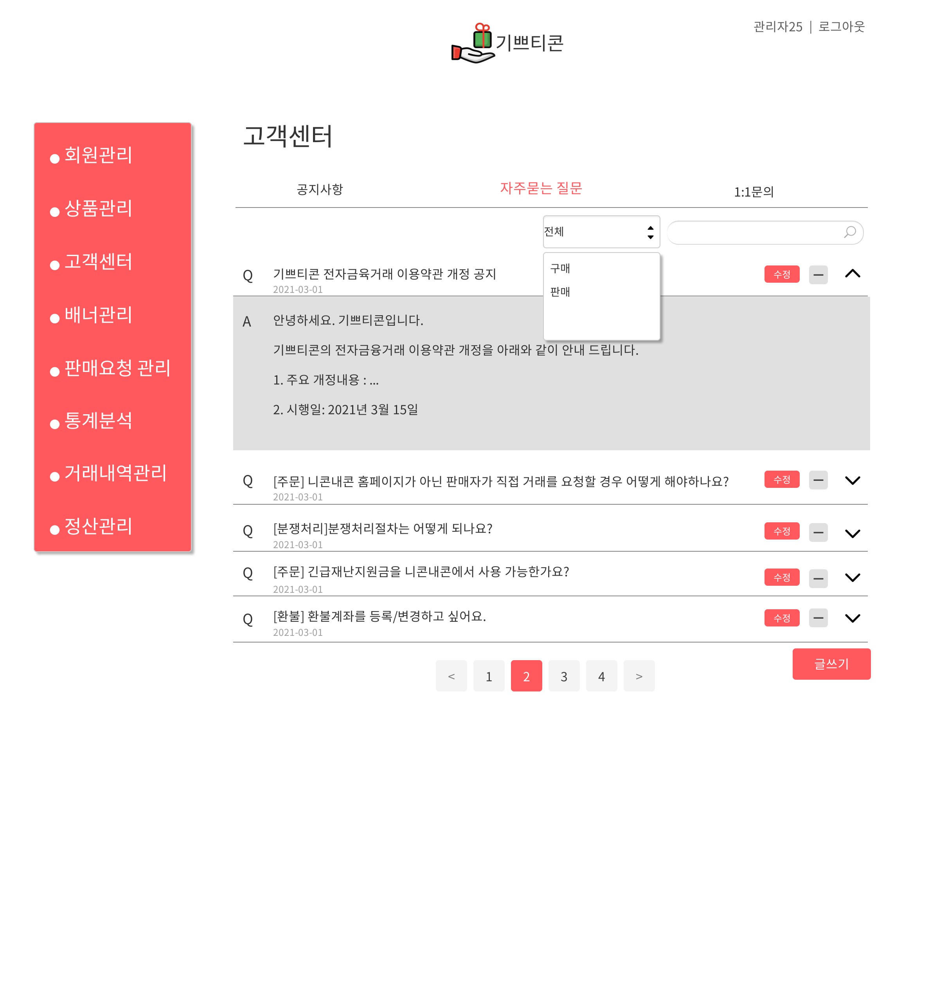 관리자25 | 로그아웃
기쁘티콘
회원관리
상품관리
고객센터
배너관리
판매요청 관리
통계분석
거래내역관리
정산관리
고객센터
공지사항
자주묻는 질문
1:1문의
전체
구매
판매
Q 기쁘티콘 전자금육거래 이용약관 개정 공지 수정
2021-03-01
A 안녕하세요. 기쁘티콘입니다.
기쁘티콘의 전자금융거래 이용약관 개정을 아래와 같이 안내 드립니다.
1. 주요 개정내용 : ...
2. 시행일: 2021년 3월 15일
Q [주문] 니콘내콘 홈페이지가 아닌 판매자가 직접 거래를 요청할 경우 어떻게 해야하나요? 수정
2021-03-01
Q [분쟁처리]분쟁처리절차는 어떻게 되나요? 수정
2021-03-01
Q [주문] 긴급재난지원금을 니콘내콘에서 사용 가능한가요? 수정
2021-03-01
Q [환불] 환불계좌를 등록/변경하고 싶어요. 수정
2021-03-01
글쓰기
< 1 2 3 4 >